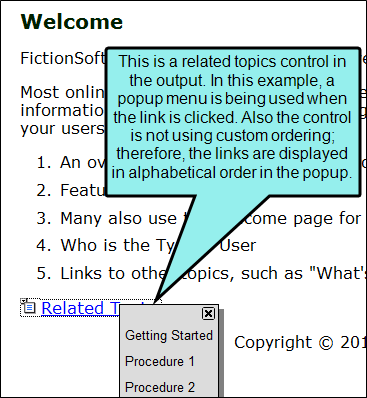 Welcome
FictionSoft
This is a related topics control in
the output. In this example, a
popup menu is being used when
the link is clicked. Also the control
is not using custom ordering;
therefore, the links are displayed
in alphabetical order in the popup.
Most onlin
informatio
your users
1. An ov
2. Featu
3. Many also use come page for
4. Who is the Ty User
5. Links to othe opics, such as "What's
Related T
Getting Started
Procedure 1
Procedure 2
Copyright © 201